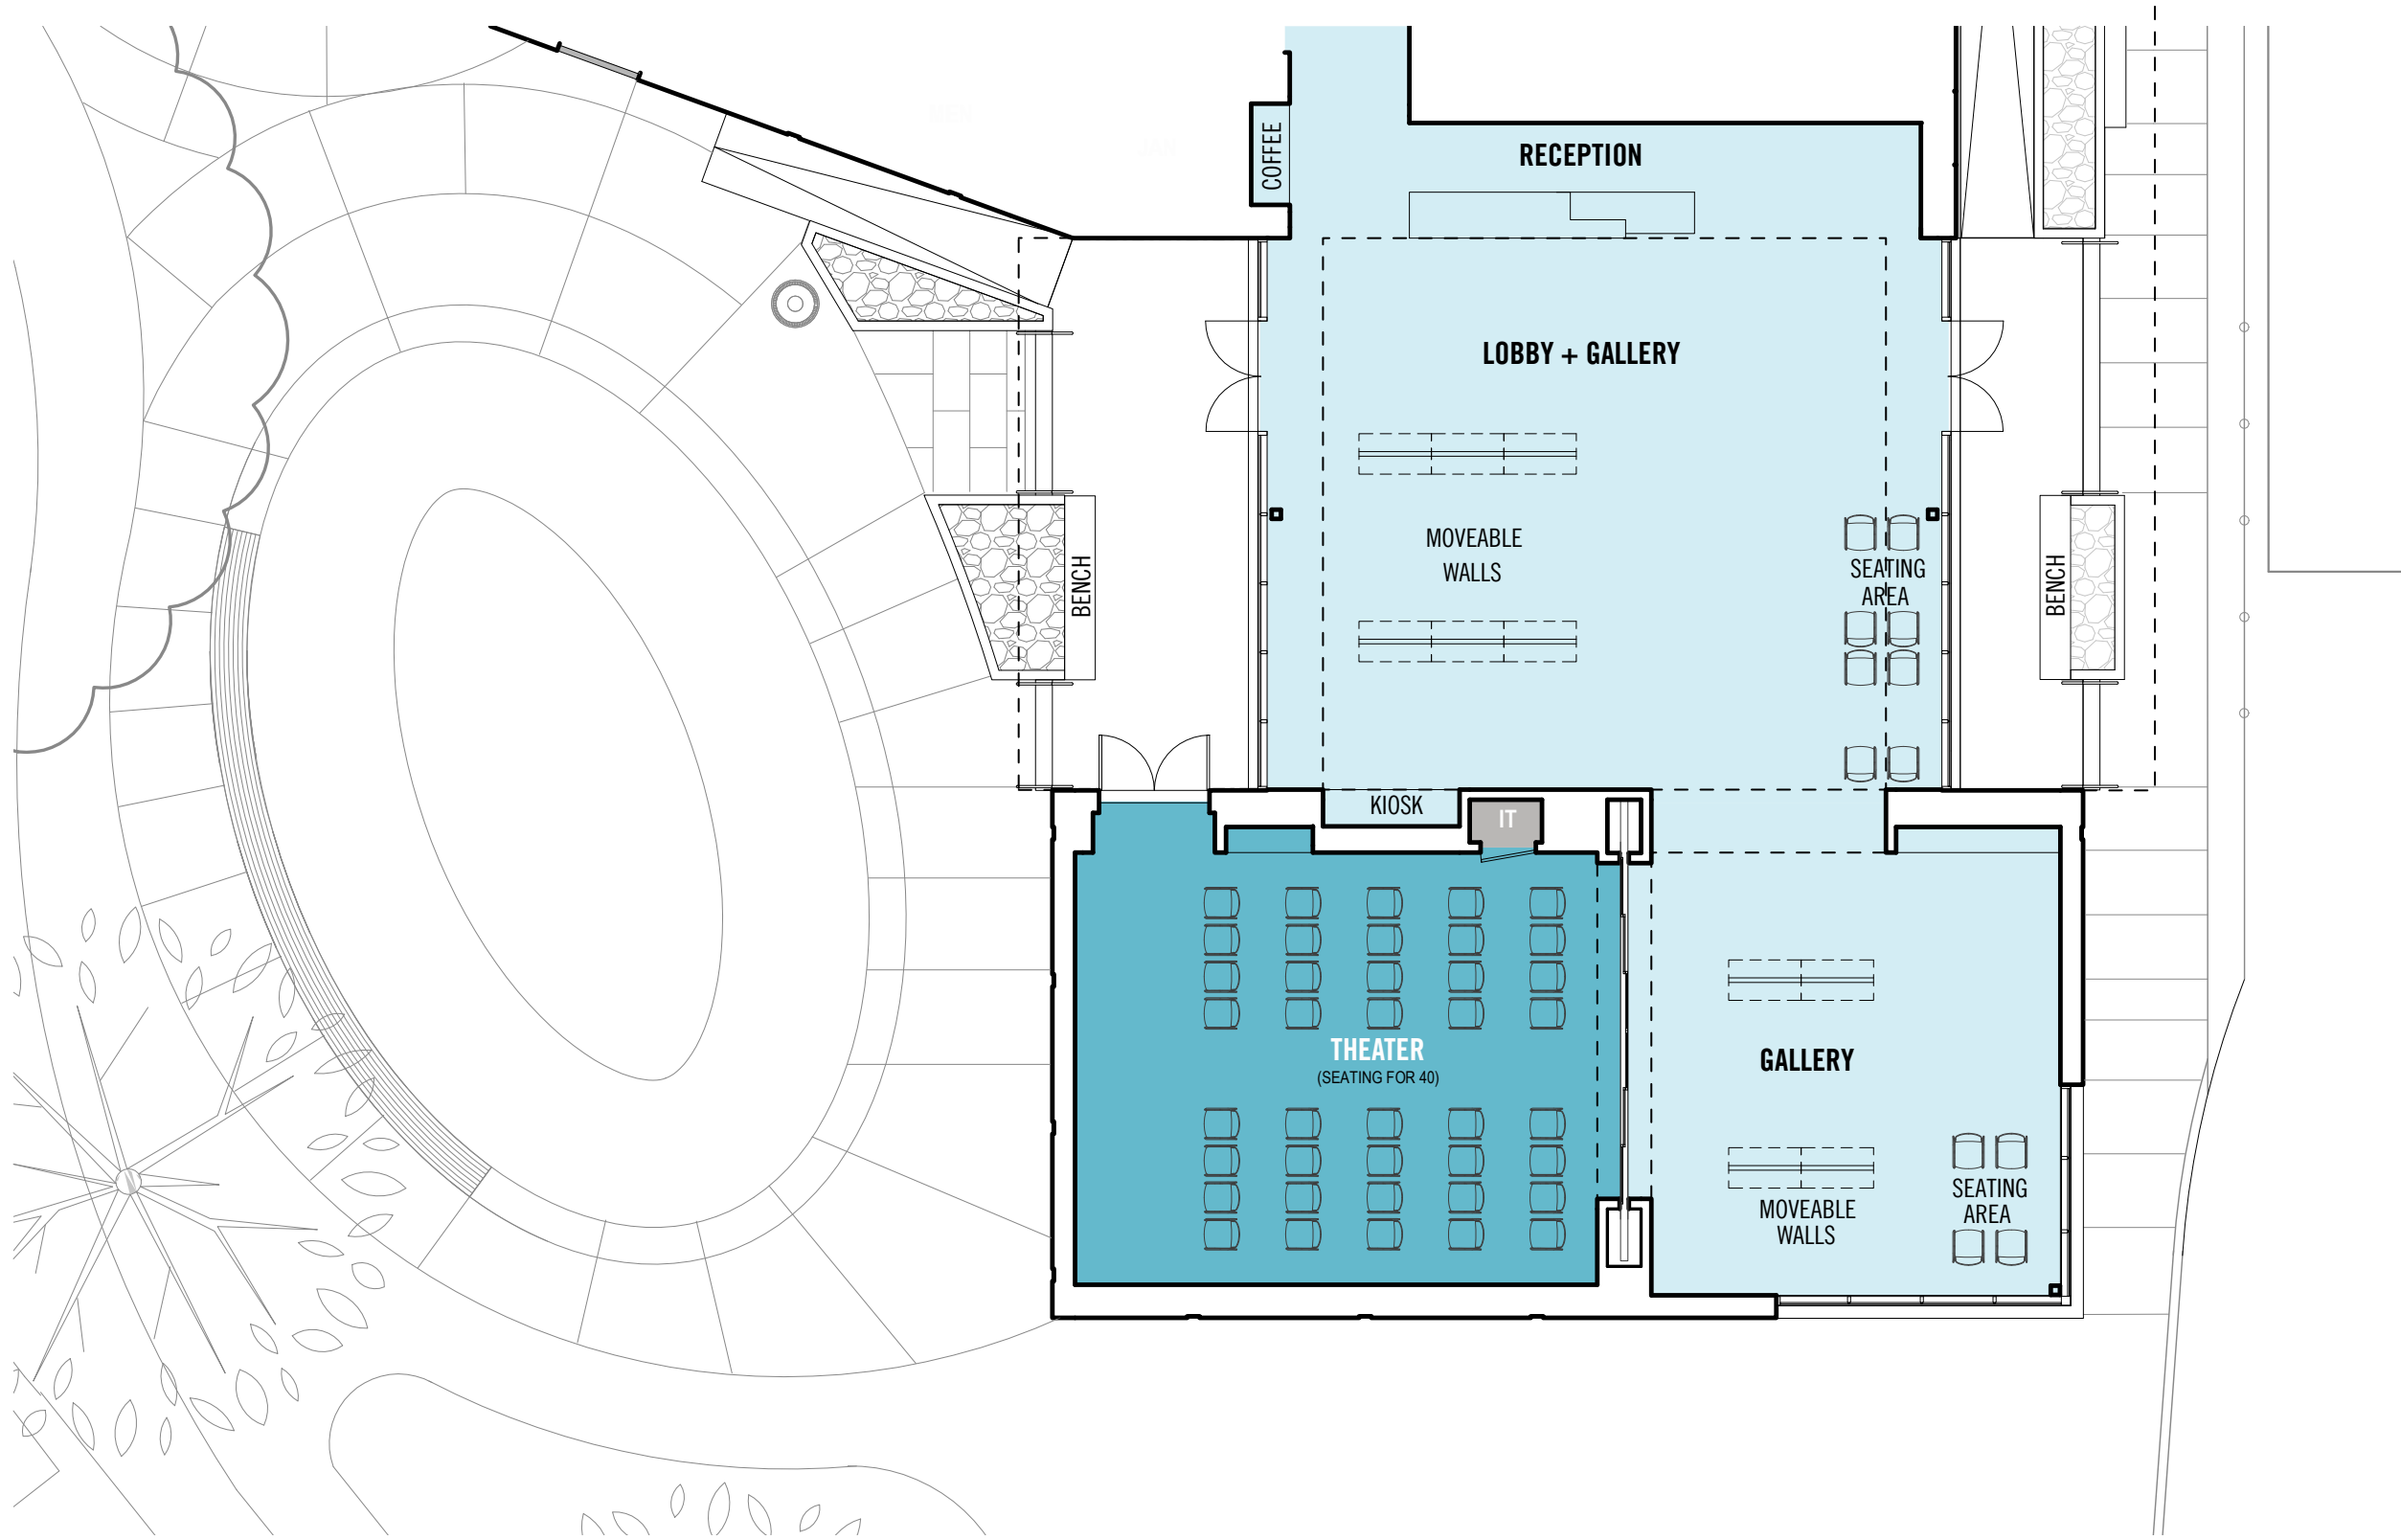 COFFEE
RECEPTION
LOBBY + GALLERY
MOVEABLE
WALLS
SEATING
AREA
BENCH
BENCH
KIOSK
IT
THEATER
(SEATING FOR 40)
GALLERY
MOVEABLE
WALLS
SEATING
AREA